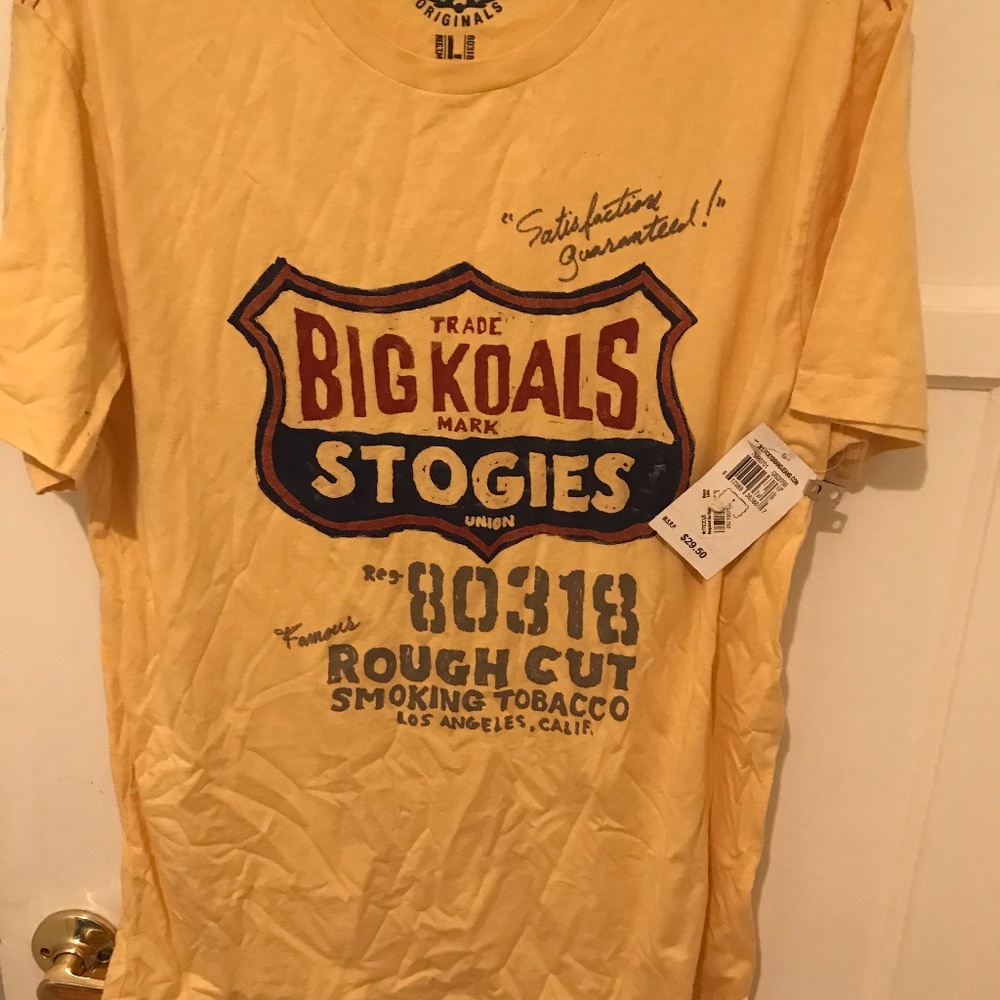 ORIGINALS
L
80318
"Satisfaction
guaranteed!"
TRADE
BIG KOALS
MARK
STOGIES
UNION
Reg 80318
Famous
ROUGH CUT
SMOKING TOBACCO
LOS ANGELES, CALIF.
M.S.R.P.
$29.50